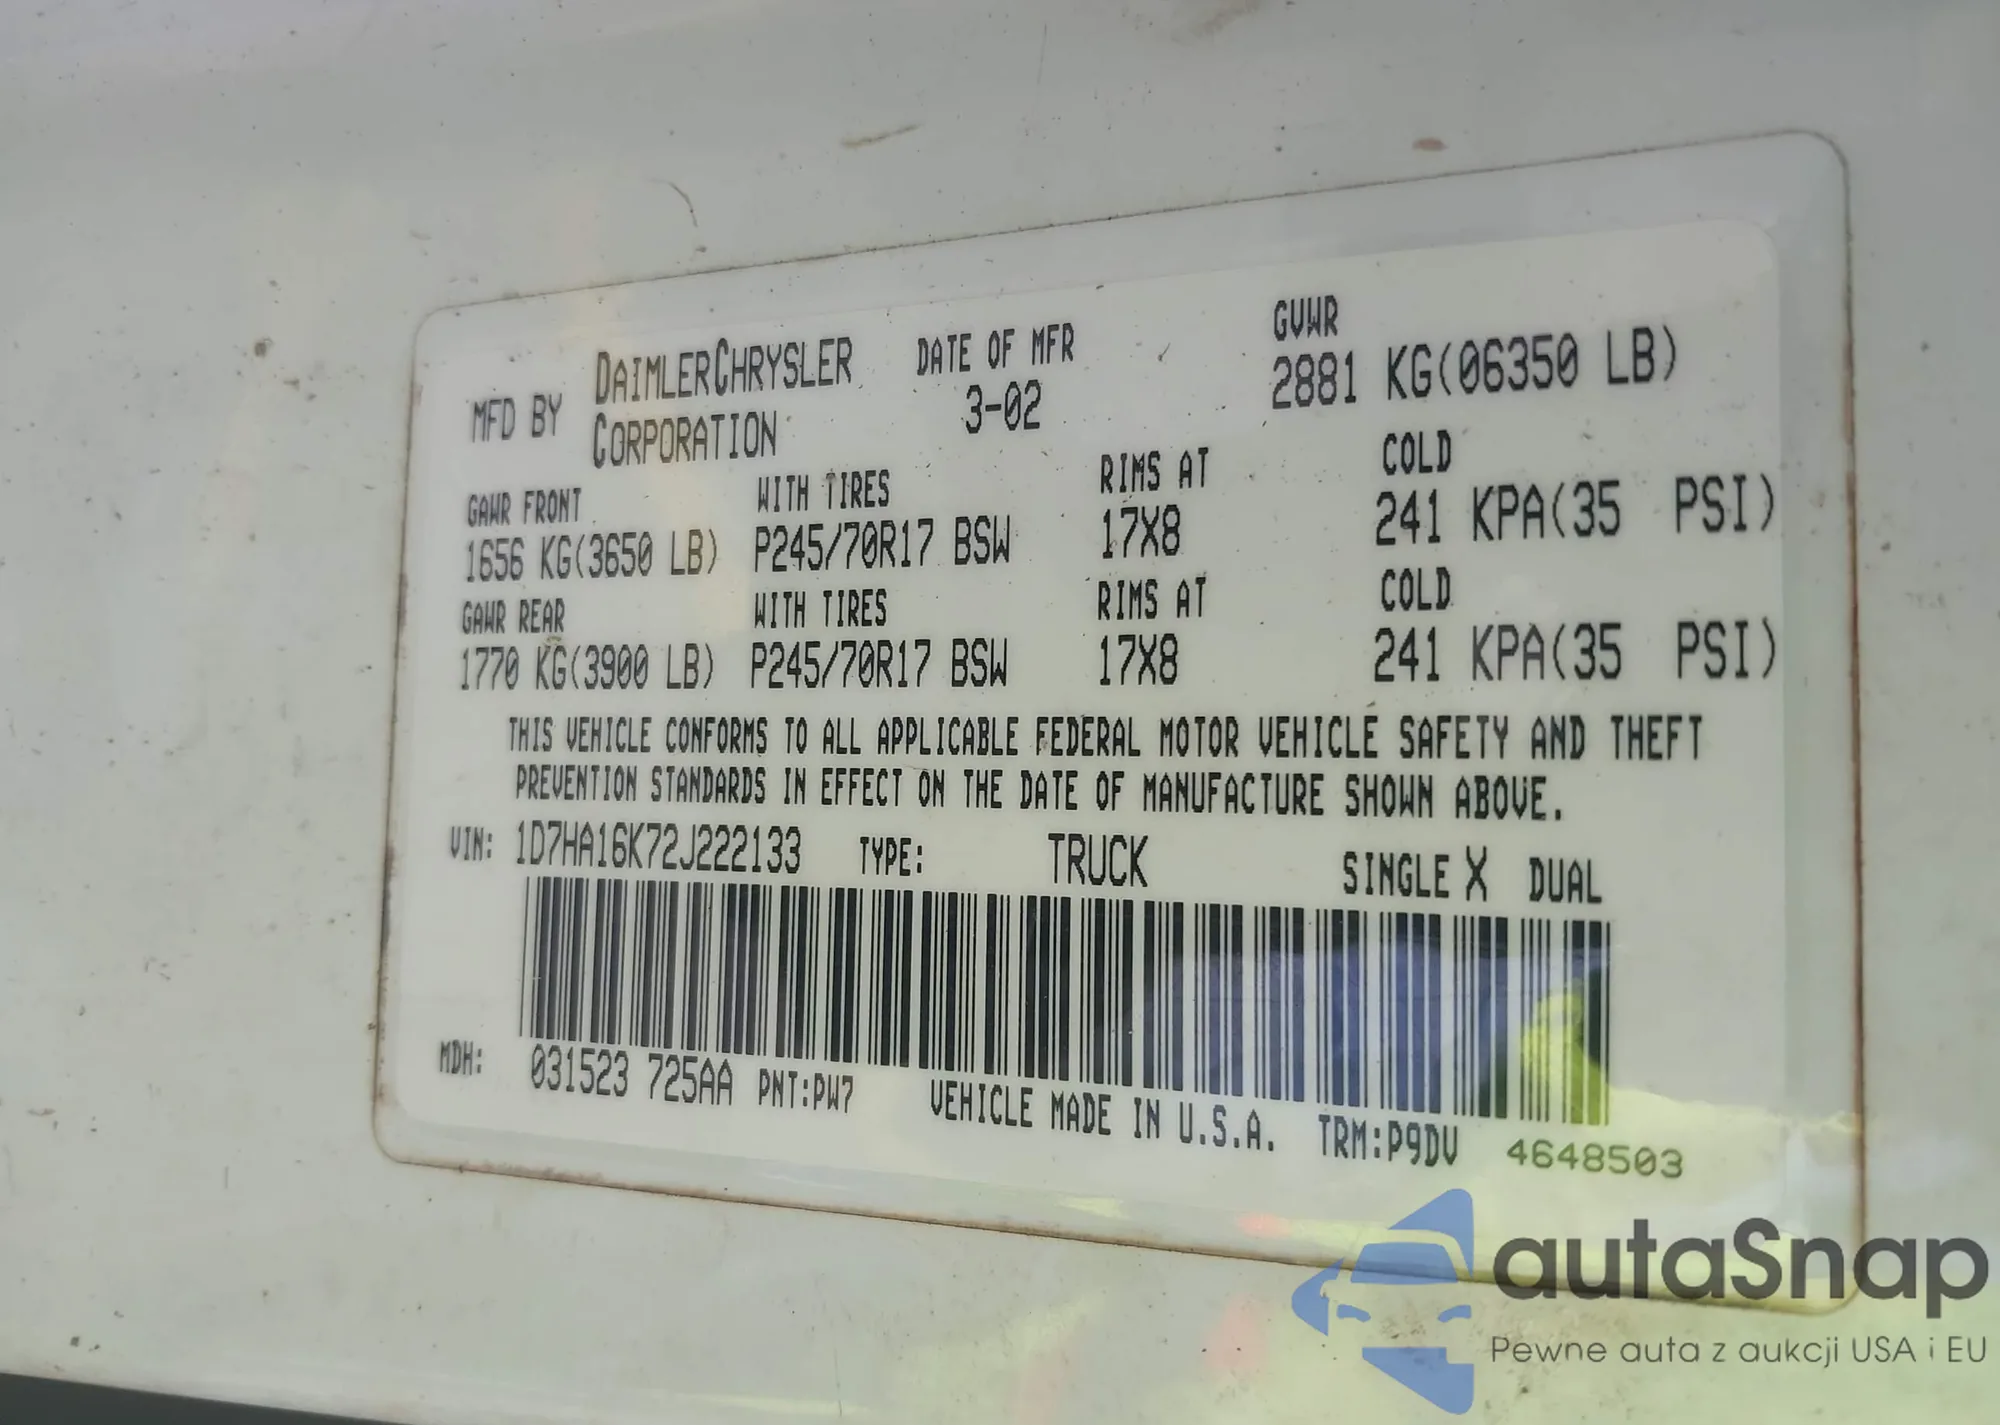 MFD BY DAIMLERCHRYSLER CORPORATION DATE OF MFR 3-02 GVWR 2881 KG(06350 LB)
GAWR FRONT WITH TIRES RIMS AT COLD
1656 KG(3650 LB) P245/70R17 BSW 17X8 241 KPA(35 PSI)
GAWR REAR WITH TIRES RIMS AT COLD
1770 KG(3900 LB) P245/70R17 BSW 17X8 241 KPA(35 PSI)
THIS VEHICLE CONFORMS TO ALL APPLICABLE FEDERAL MOTOR VEHICLE SAFETY AND THEFT
PREVENTION STANDARDS IN EFFECT ON THE DATE OF MANUFACTURE SHOWN ABOVE.
VIN: 1D7HA16K72J222133 TYPE: TRUCK SINGLE X DUAL
MDH: 031523 725AA PNT:PW7 VEHICLE MADE IN U.S.A. TRM:P9DV 4648503
autaSnap
Pewne auta z aukcji USA i EU